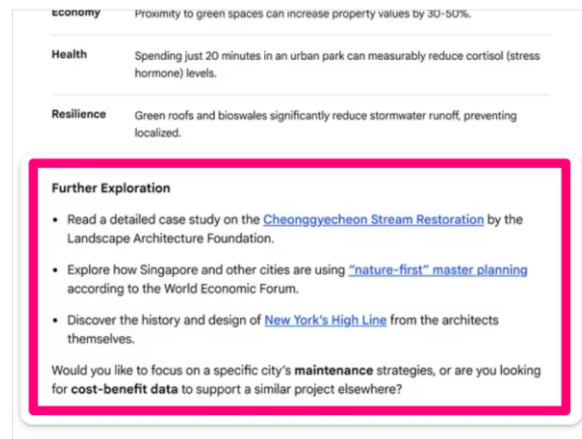 Economy Proximity to green spaces can increase property values by 30-50%.
Health Spending just 20 minutes in an urban park can measurably reduce cortisol (stress
hormone) levels.
Resilience Green roofs and bioswales significantly reduce stormwater runoff, preventing
localized.
Further Exploration
• Read a detailed case study on the Cheonggyecheon Stream Restoration by the
Landscape Architecture Foundation.
• Explore how Singapore and other cities are using "nature-first" master planning
according to the World Economic Forum.
• Discover the history and design of New York's High Line from the architects
themselves.
Would you like to focus on a specific city's maintenance strategies, or are you looking
for cost-benefit data to support a similar project elsewhere?